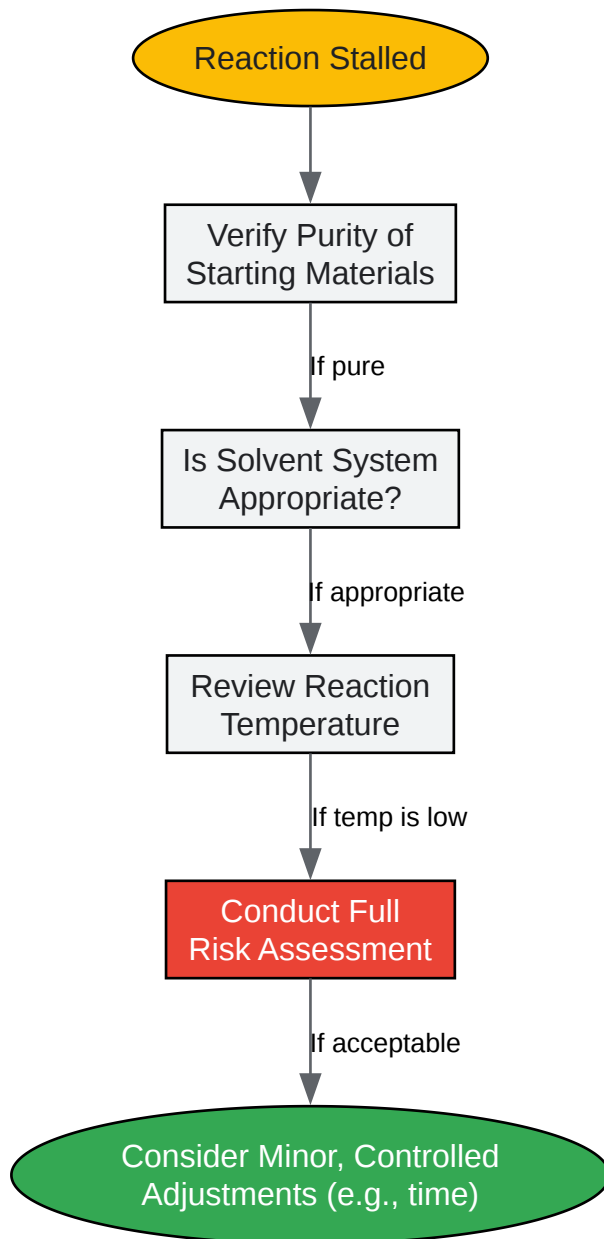 Reaction Stalled
Verify Purity of
Starting Materials
If pure
Is Solvent System
Appropriate?
If appropriate
Review Reaction
Temperature
If temp is low
Conduct Full
Risk Assessment
If acceptable
Consider Minor, Controlled
Adjustments (e.g., time)